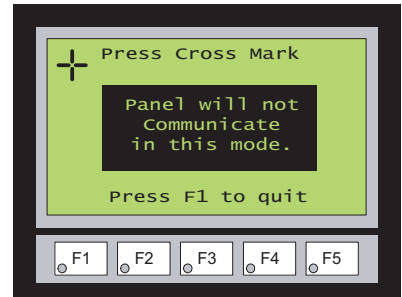 Press Cross Mark
Panel will not
Communicate
in this mode.
Press F1 to quit
F1 F2 F3 F4 F5